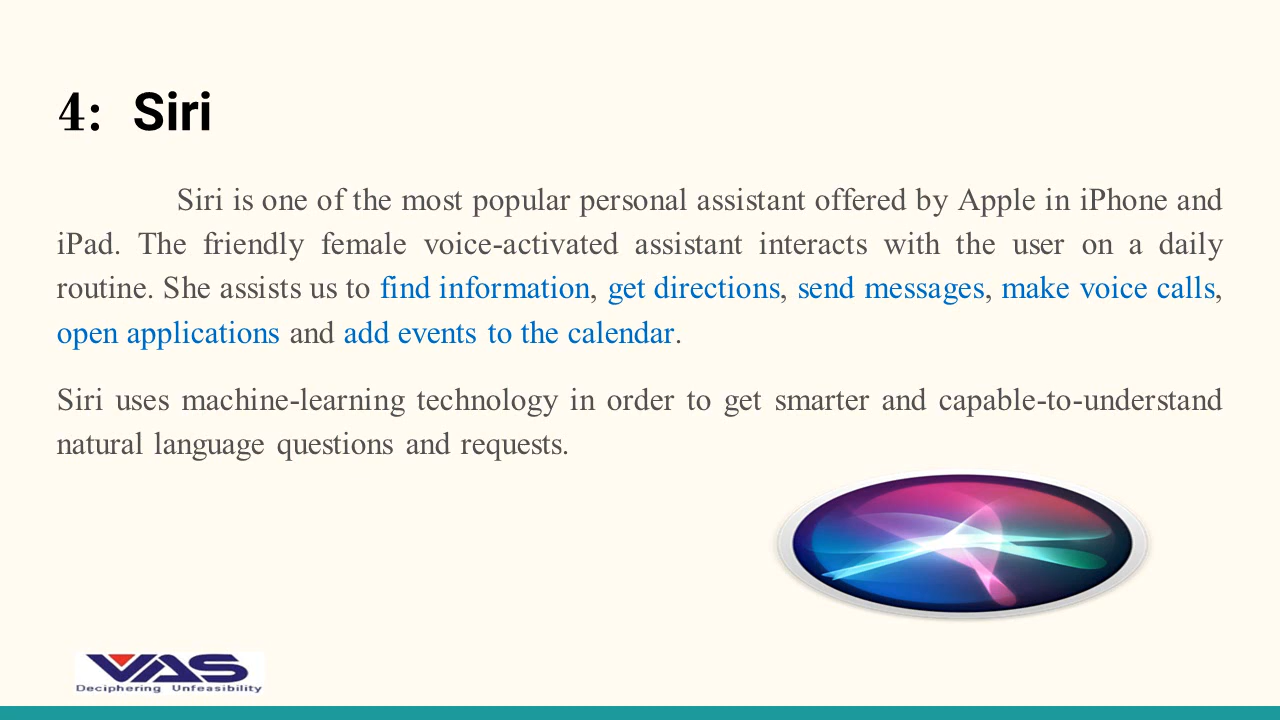 4: Siri
Siri is one of the most popular personal assistant offered by Apple in iPhone and
iPad. The friendly female voice-activated assistant interacts with the user on a daily
routine. She assists us to find information, get directions, send messages, make voice calls,
open applications and add events to the calendar.
Siri uses machine-learning technology in order to get smarter and capable-to-understand
natural language questions and requests.
VAS
Deciphering Unfeasibility